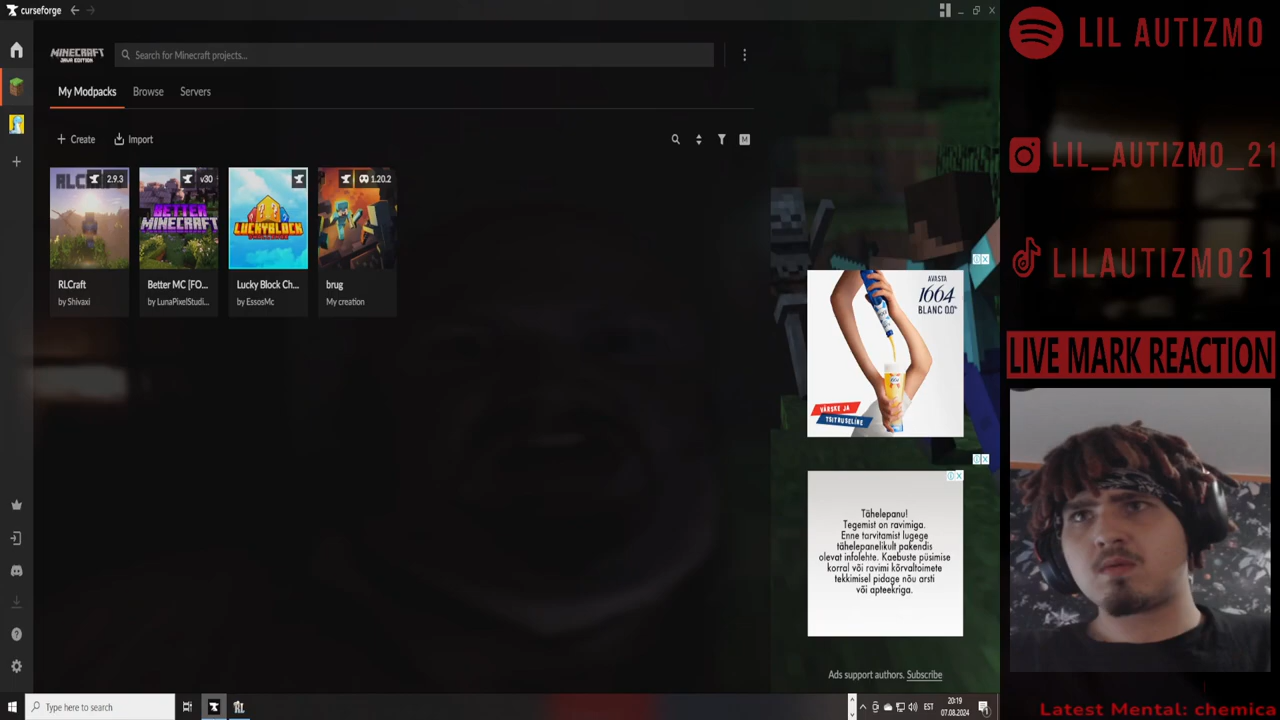 curseforge
MINECRAFT
JAVA EDITION
Search for Minecraft projects...
My Modpacks
Browse
Servers
Create
Import
M
RLCRAFT
2.9.3
RLCraft
by Shivaxi
v30
BETTER
MINECRAFT
Better MC [FO...
by LunaPixelStudi...
LUCKYBLOCK
Lucky Block Ch...
by EssosMc
1.20.2
brug
My creation
AVASTA
1664
BLANC 0.0%
VÄRSKE JA
TSITRUSELINE
Tähelepanu!
Tegemist on ravimiga.
Enne tarvitamist lugege
tähelepanelikult pakendis
olevat infolehte. Kaebuste püsimise
korral või ravimi kõrvaltoimete
tekkimisel pidage nõu arsti
või apteekriga.
Ads support authors. Subscribe
Type here to search
EST
20:19
07.08.2024
LIL AUTIZMO
LIL_AUTIZMO_21
LILAUTIZMO21
LIVE MARK REACTION
Latest Mental: chemica